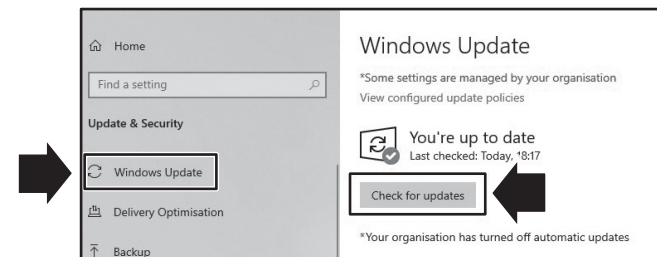 Home
Find a setting
Update & Security
Windows Update
Delivery Optimisation
Backup
Windows Update
*Some settings are managed by your organisation
View configured update policies
You're up to date
Last checked: Today, 18:17
Check for updates
*Your organisation has turned off automatic updates